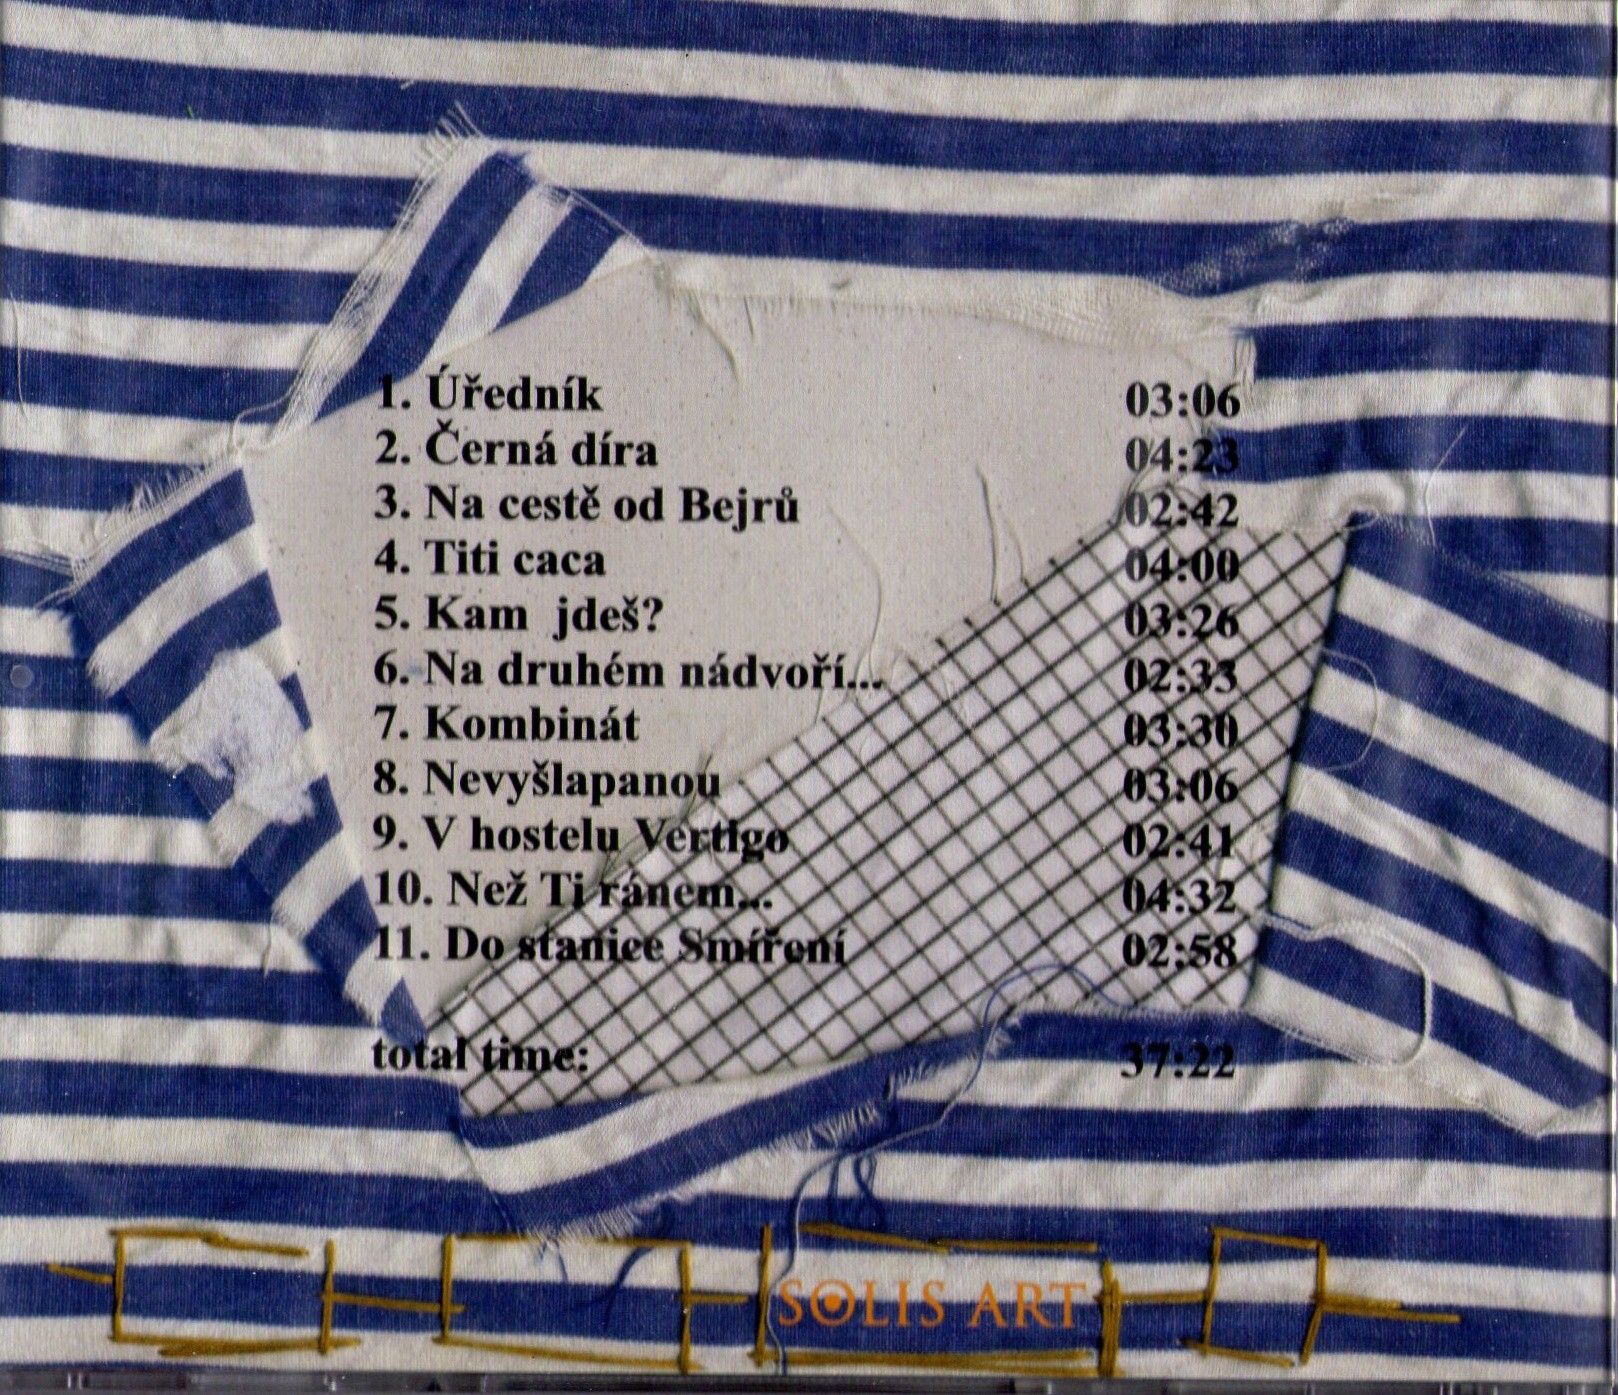 1. Úředník 03:06
2. Černá díra 04:23
3. Na cestě od Bejrů 02:42
4. Titi caca 04:00
5. Kam jdeš? 03:26
6. Na druhém nádvoří... 02:33
7. Kombinát 03:30
8. Nevyšlapanou 03:06
9. V hostelu Vertigo 02:41
10. Než Ti ránem... 04:32
11. Do stanice Smíření 02:58
total time: 37:22
SOLIS ART